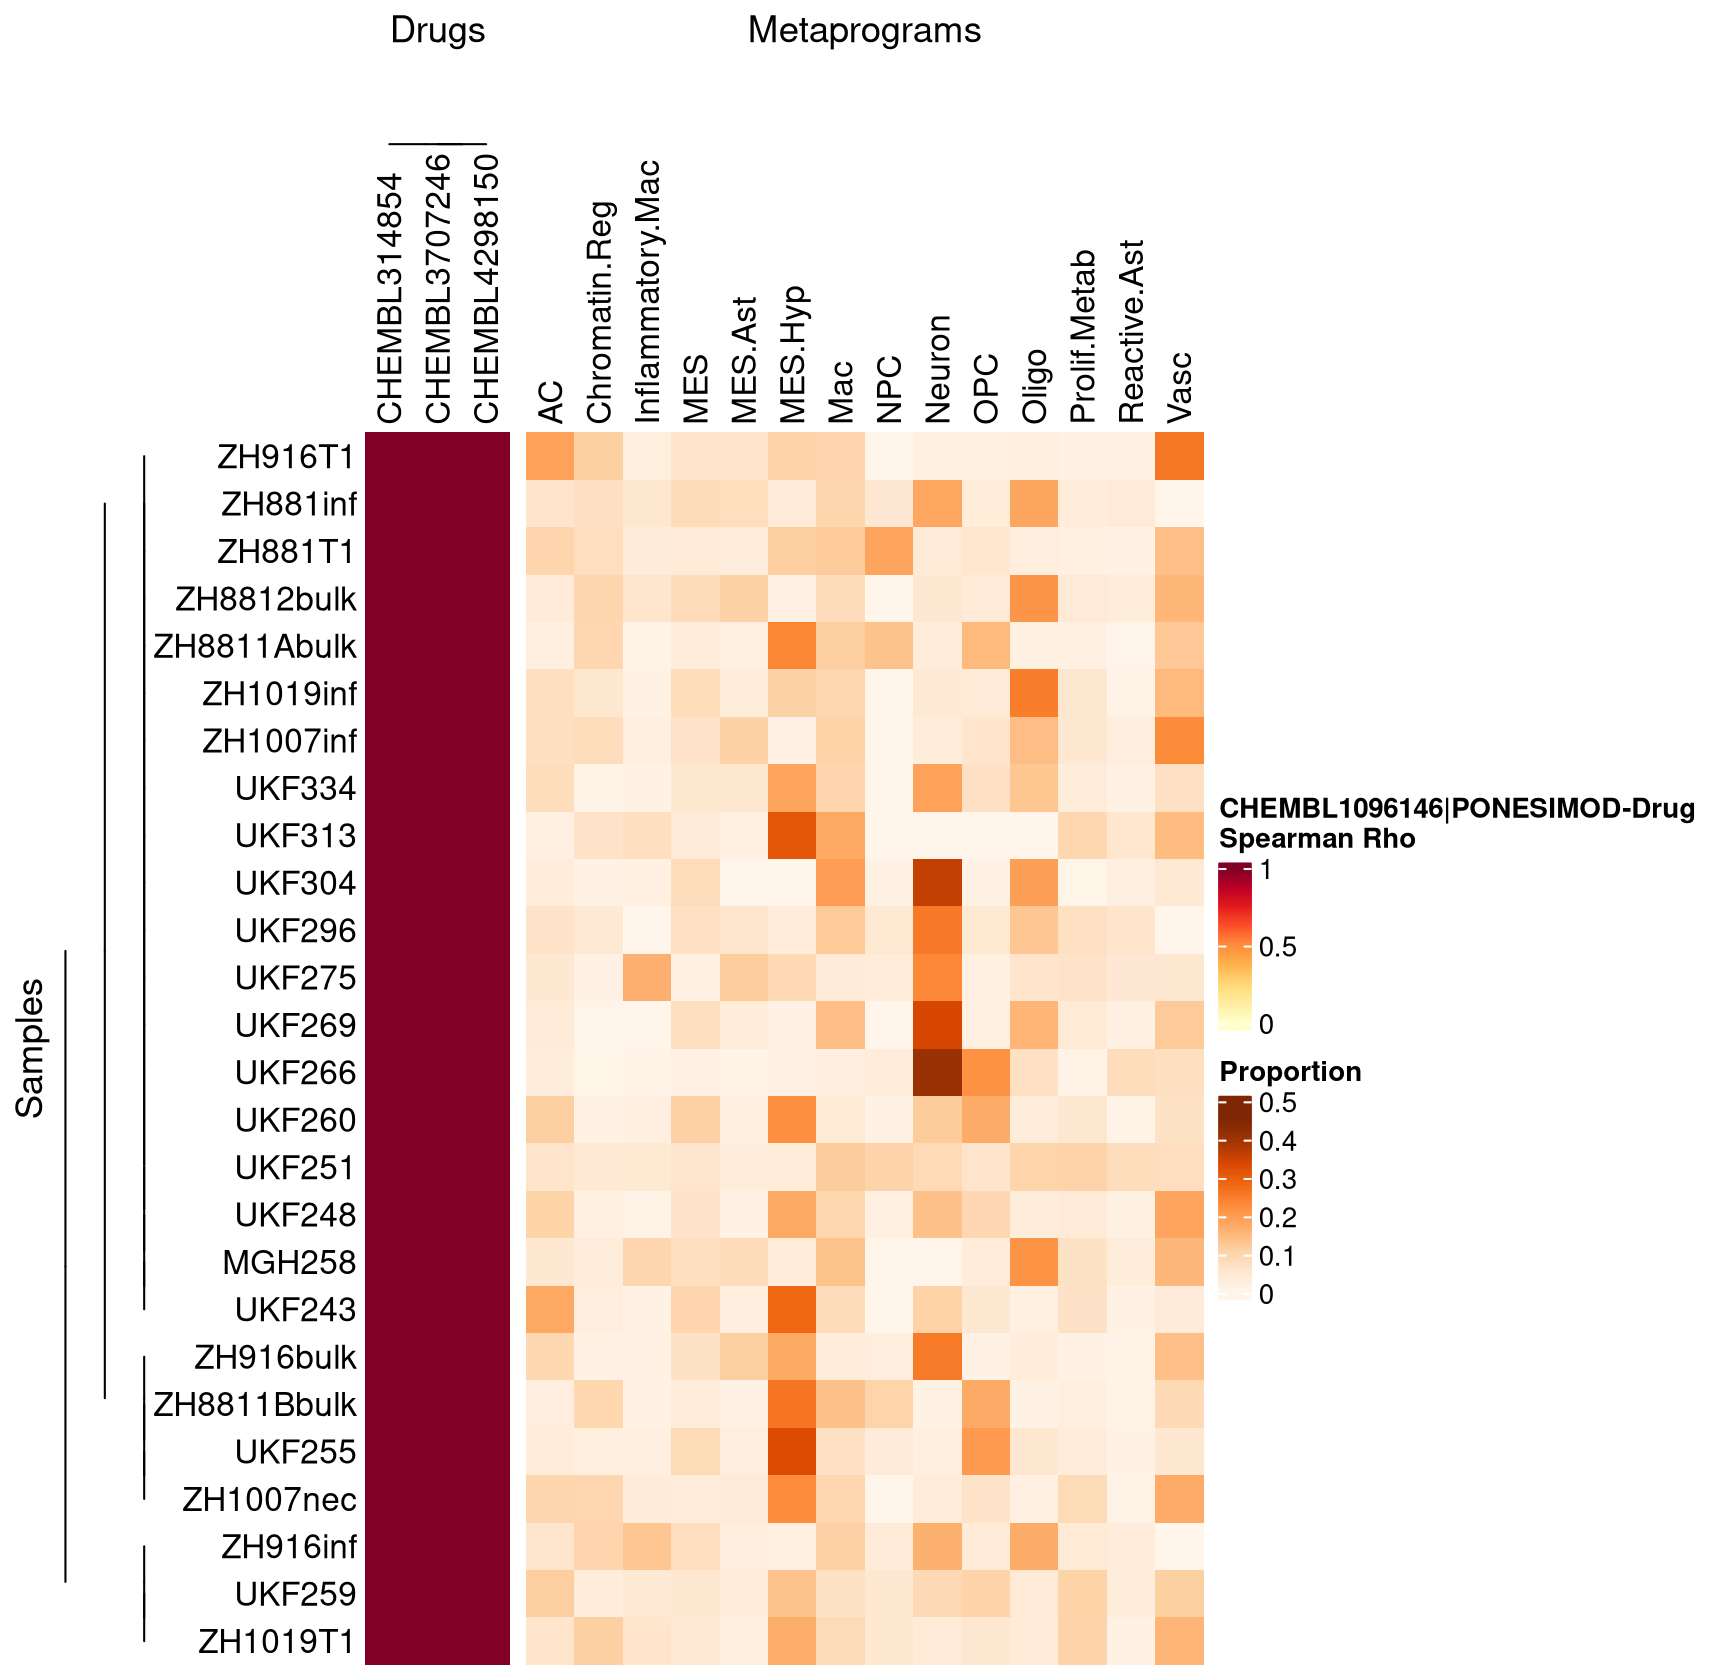 Drugs
Metaprograms
CHEMBL314854
CHEMBL3707246
CHEMBL4298150
AC
Chromatin.Reg
Inflammatory.Mac
MES
MES.Ast
MES.Hyp
Mac
NPC
Neuron
OPC
Oligo
Prolif.Metab
Reactive.Ast
Vasc
Samples
ZH916T1
ZH881inf
ZH881T1
ZH8812bulk
ZH8811Abulk
ZH1019inf
ZH1007inf
UKF334
UKF313
UKF304
UKF296
UKF275
UKF269
UKF266
UKF260
UKF251
UKF248
MGH258
UKF243
ZH916bulk
ZH8811Bbulk
UKF255
ZH1007nec
ZH916inf
UKF259
ZH1019T1
CHEMBL1096146|PONESIMOD-Drug
Spearman Rho
1
0.5
0
Proportion
0.5
0.4
0.3
0.2
0.1
0